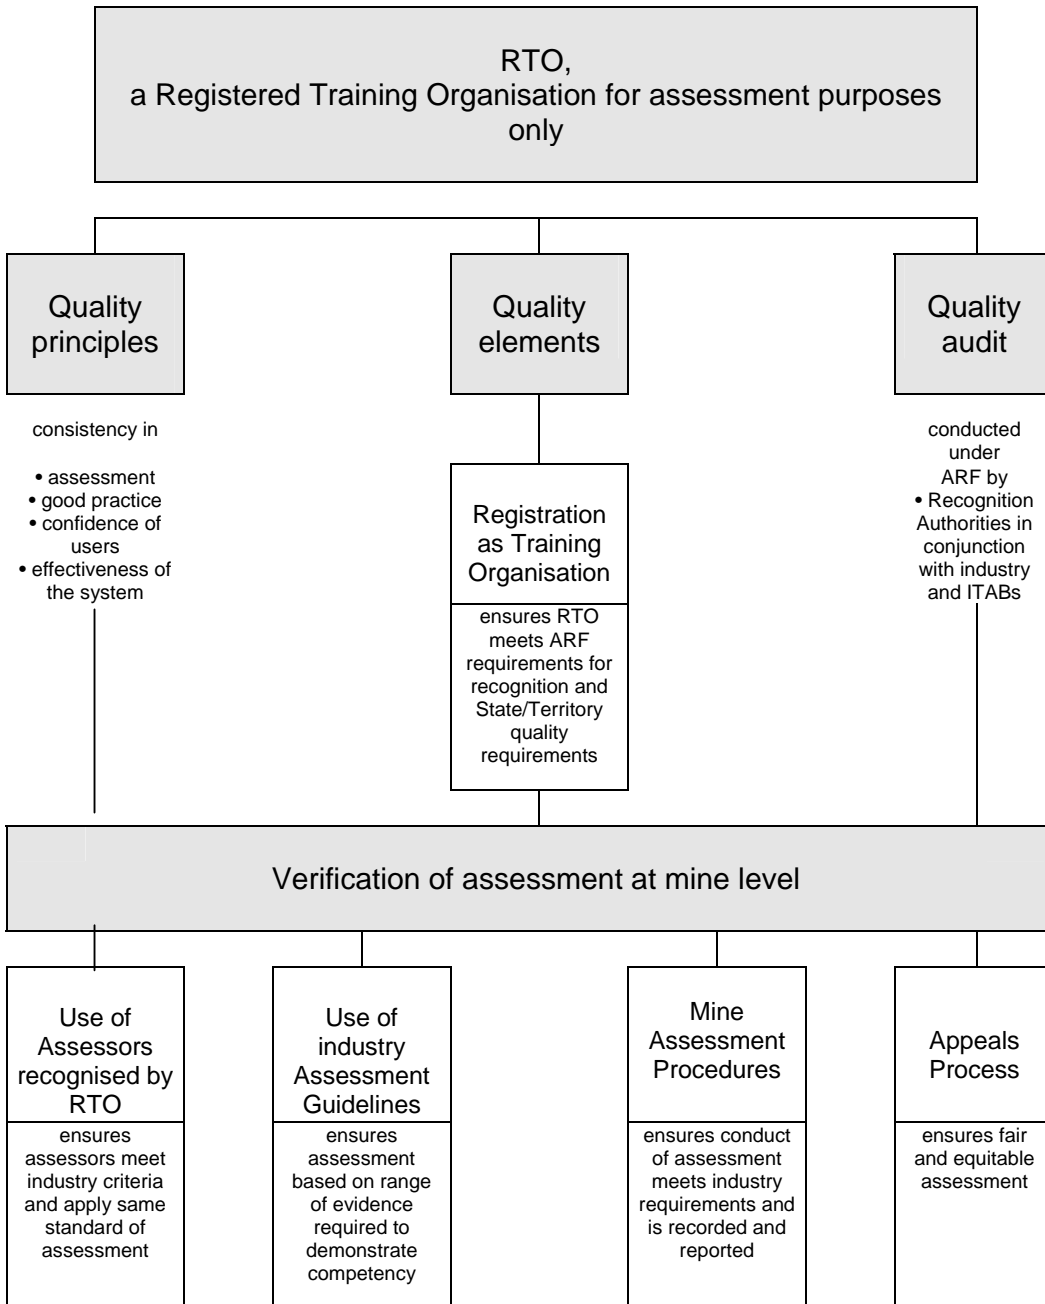 RTO,
a Registered Training Organisation for assessment purposes
only
Quality
principles
Quality
elements
Quality
audit
consistency in
• assessment
• good practice
• confidence of
users
• effectiveness of
the system
Registration
as Training
Organisation
ensures RTO
meets ARF
requirements for
recognition and
State/Territory
quality
requirements
conducted
under
ARF by
• Recognition
Authorities in
conjunction
with industry
and ITABs
Verification of assessment at mine level
Use of
Assessors
recognised by
RTO
ensures
assessors meet
industry criteria
and apply same
standard of
assessment
Use of
industry
Assessment
Guidelines
ensures
assessment
based on range
of evidence
required to
demonstrate
competency
Mine
Assessment
Procedures
ensures conduct
of assessment
meets industry
requirements and
is recorded and
reported
Appeals
Process
ensures fair
and equitable
assessment